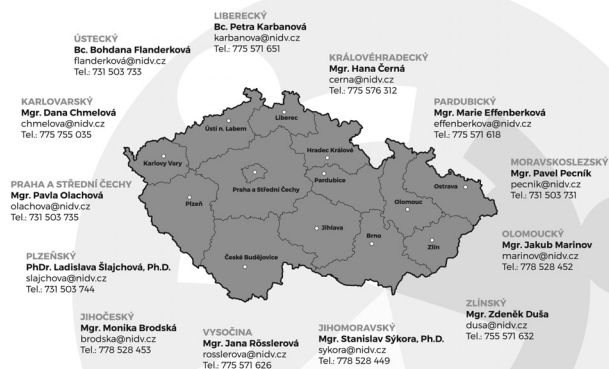 LIBERECKÝ
Bc. Petra Karbanová
karbanova@nidv.cz
Tel.: 775 571 651
ÚSTECKÝ
Bc. Bohdana Flanderková
flanderková@nidv.cz
Tel.: 731 503 733
KRÁLOVÉHRADECKÝ
Mgr. Hana Černá
cerna@nidv.cz
Tel.: 775 576 312
KARLOVARSKÝ
Mgr. Dana Chmelová
chmelova@nidv.cz
Tel.: 775 755 035
PARDUBICKÝ
Mgr. Marie Effenberková
effenberkova@nidv.cz
Tel.: 775 571 618
MORAVSKOSLEZSKÝ
Mgr. Pavel Pecník
pecnik@nidv.cz
Tel.: 731 503 731
PRAHA A STŘEDNÍ ČECHY
Mgr. Pavla Olachová
olachova@nidv.cz
Tel.: 731 503 735
OLOMOUCKÝ
Mgr. Jakub Marinov
marinov@nidv.cz
Tel.: 778 528 452
PLZEŇSKÝ
PhDr. Ladislava Šlajchová, Ph.D.
slajchova@nidv.cz
Tel.: 731 503 744
ZLÍNSKÝ
Mgr. Zdeněk Duša
dusa@nidv.cz
Tel.: 755 571 632
JIHOČESKÝ
Mgr. Monika Brodská
brodska@nidv.cz
Tel.: 778 528 453
VYSOČINA
Mgr. Jana Rösslerová
rosslerova@nidv.cz
Tel.: 775 571 626
JIHOMORAVSKÝ
Mgr. Stanislav Sýkora, Ph.D.
sykora@nidv.cz
Tel.: 778 528 449
Liberec
Ústí n. Labem
Karlovy Vary
Hradec Králové
Pardubice
Praha a Střední Čechy
Plzeň
Ostrava
Olomouc
Jihlava
Brno
Zlín
České Budějovice